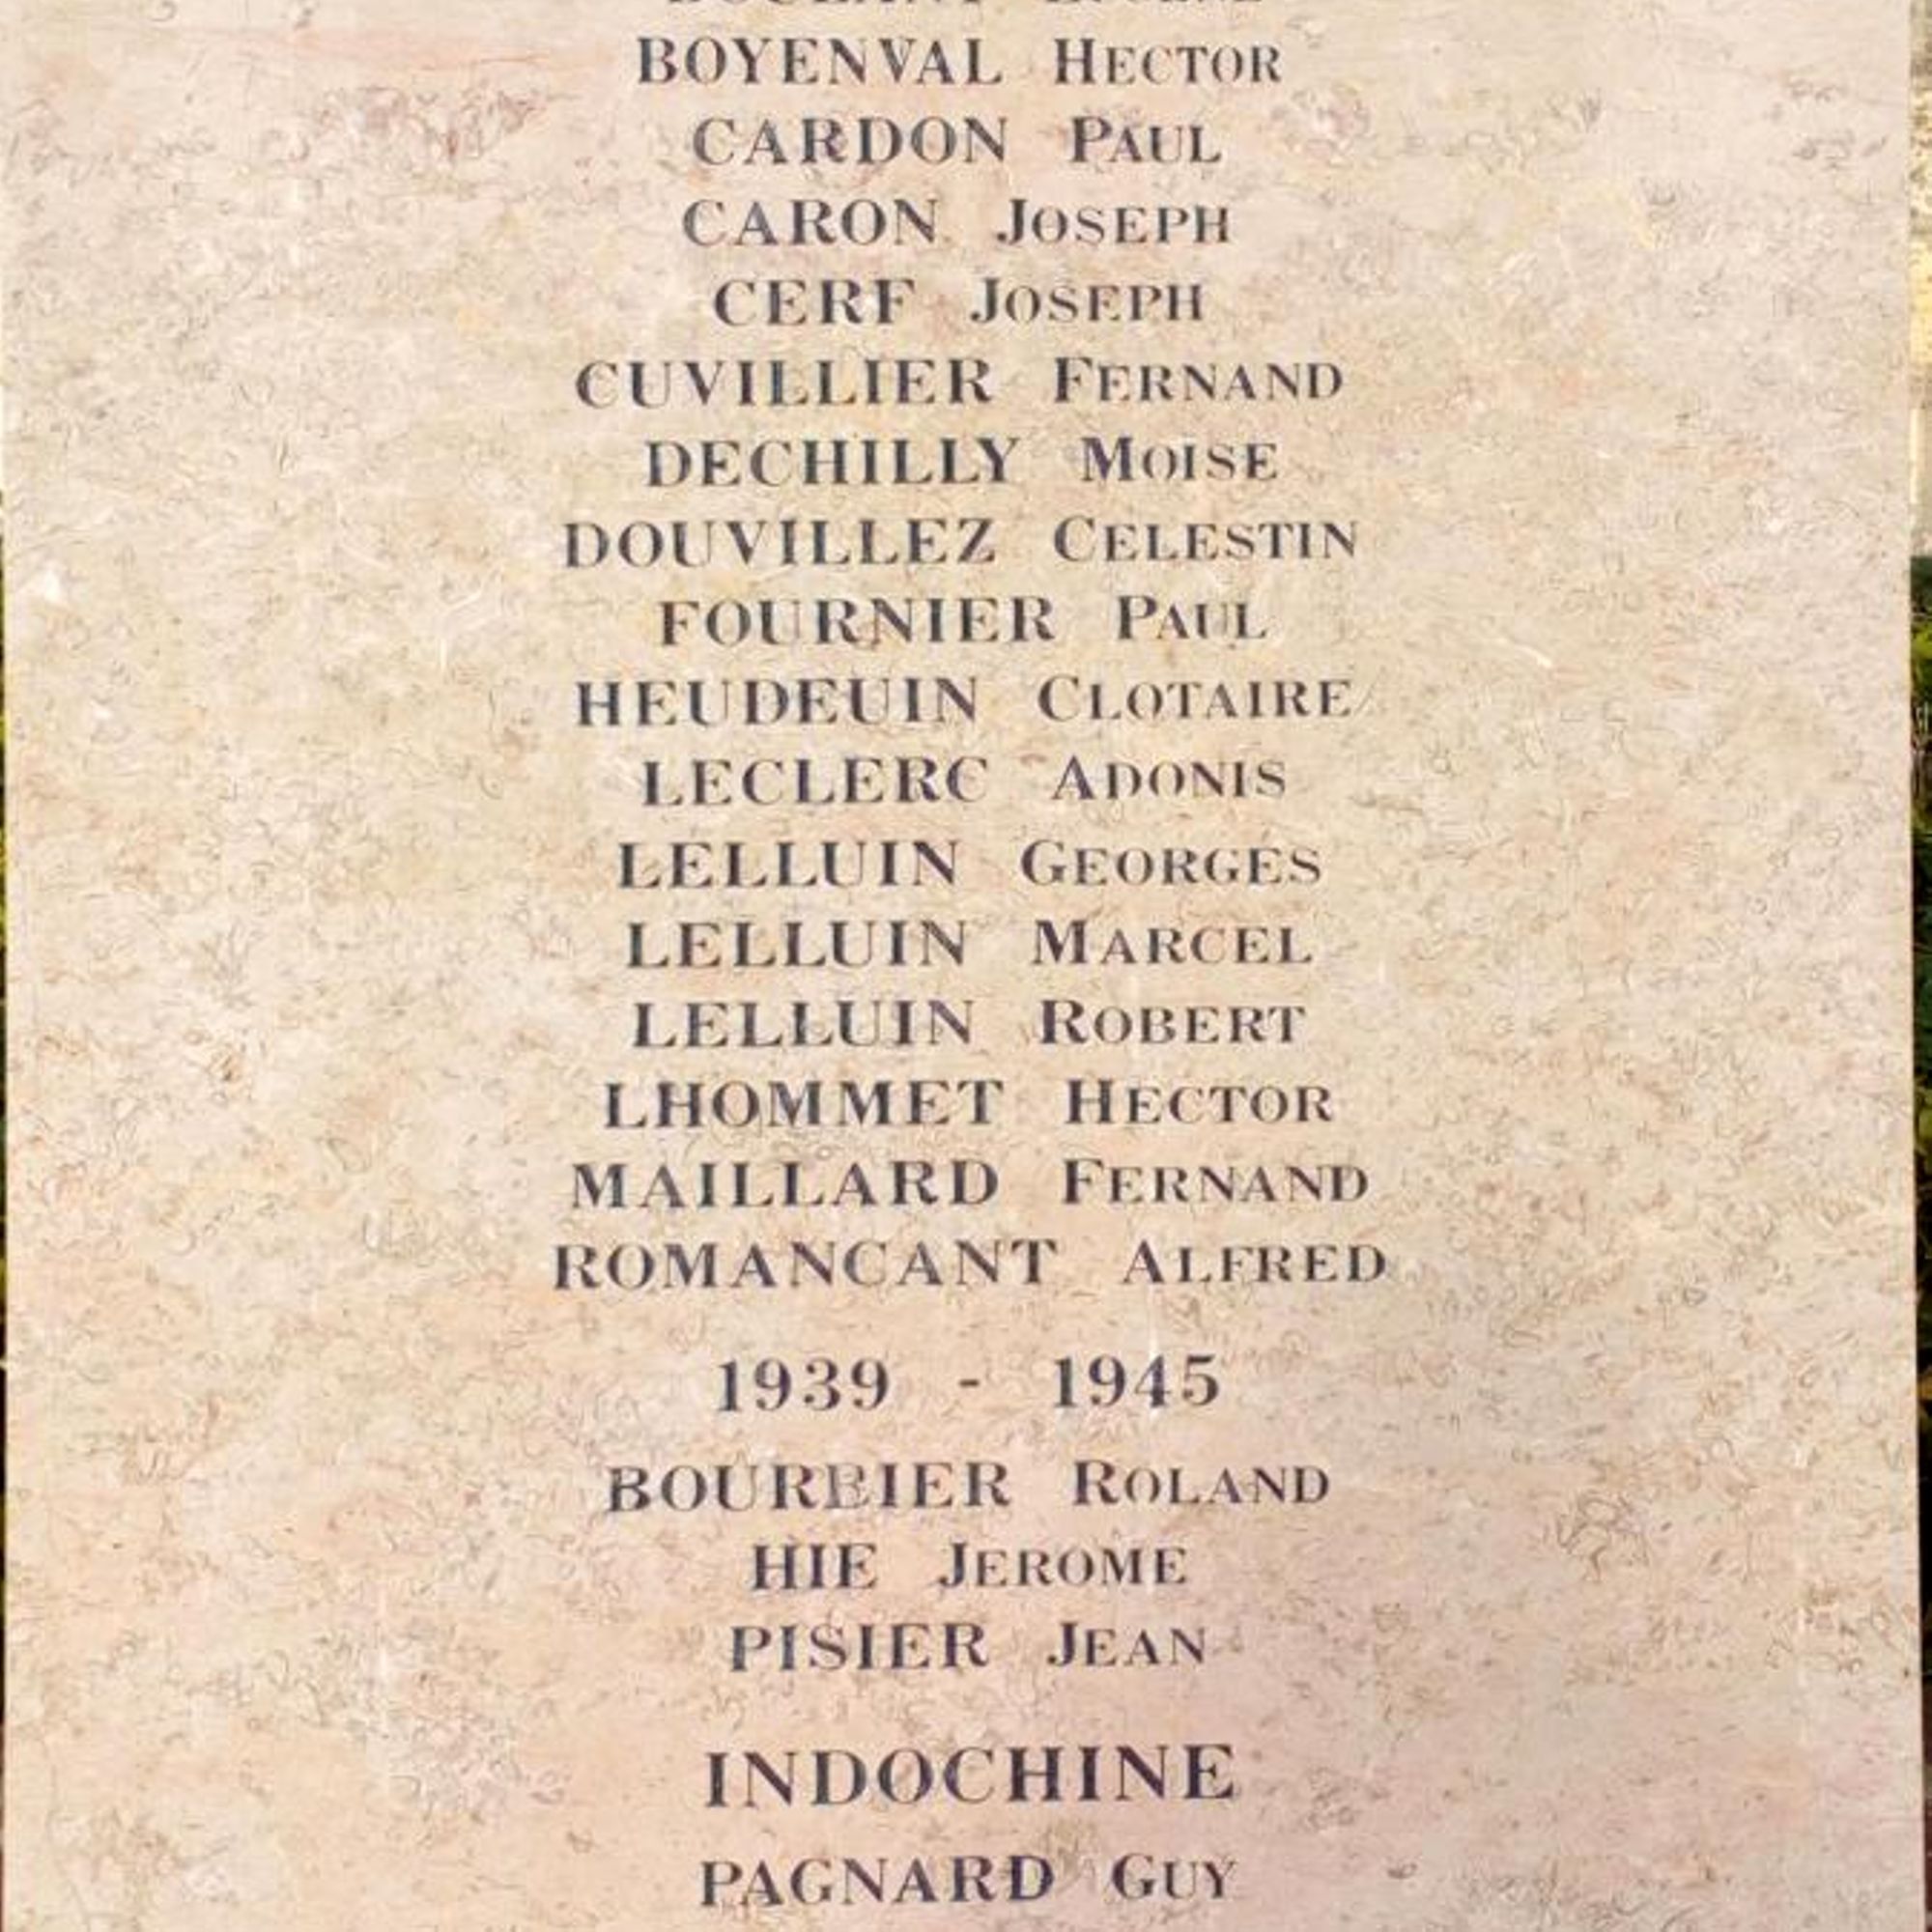 BOYENVAL HECTOR
CARDON PAUL
CARON JOSEPH
CERF JOSEPH
CUVILLIER FERNAND
DECHILLY MOISE
DOUVILLEZ CELESTIN
FOURNIER PAUL
HEUDEUIN CLOTAIRE
LECLERC ADONIS
LELLUIN GEORGES
LELLUIN MARCEL
LELLUIN ROBERT
LHOMMET HECTOR
MAILLARD FERNAND
ROMANCANT ALFRED
1939 - 1945
BOURBIER ROLAND
HIE JEROME
PISIER JEAN
INDOCHINE
PAGNARD GUY